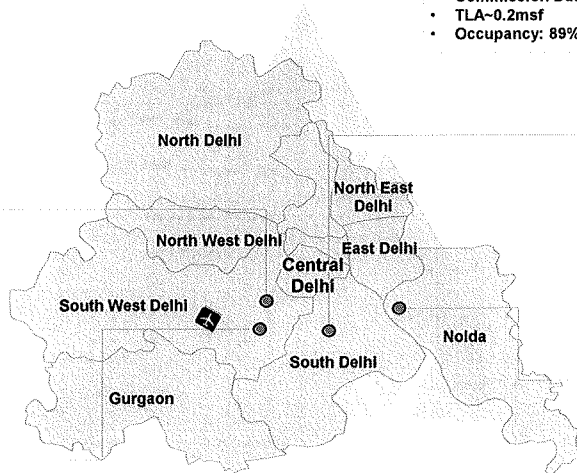 TLA~0.2msf
Occupancy: 89%
North Delhi
North East
Delhi
North West Delhi
East Delhi
Central
Delhi
South West Delhi
Noida
South Delhi
Gurgaon